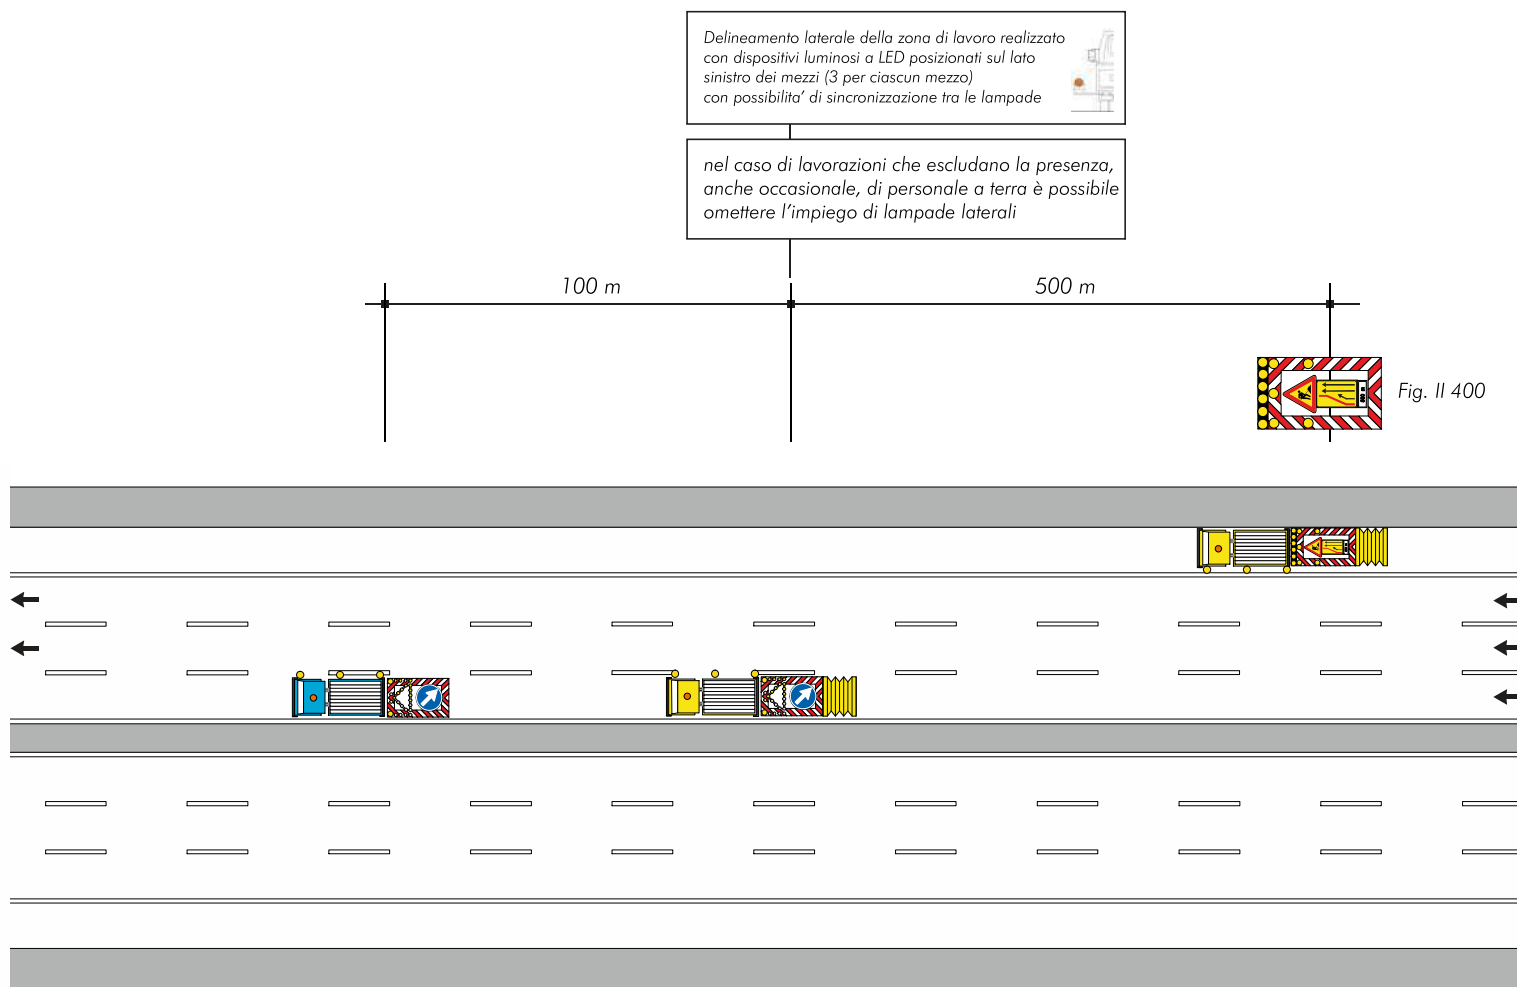 Delineamento laterale della zona di lavoro realizzato
con dispositivi luminosi a LED posizionati sul lato
sinistro dei mezzi (3 per ciascun mezzo)
con possibilita' di sincronizzazione tra le lampade
nel caso di lavorazioni che escludano la presenza,
anche occasionale, di personale a terra è possibile
omettere l'impiego di lampade laterali
100 m
500 m
Fig. II 400